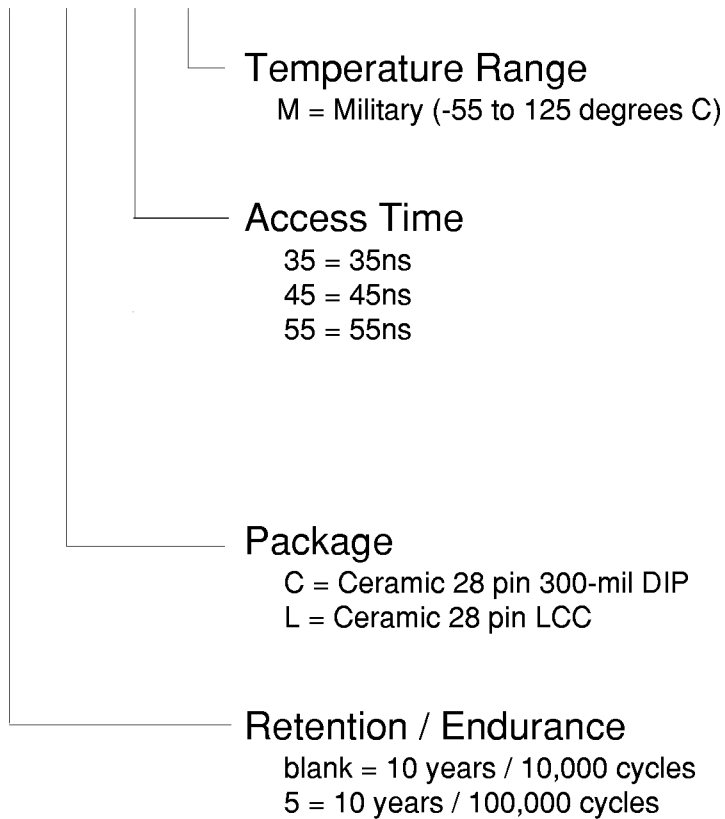 Temperature Range
M = Military (-55 to 125 degrees C)
Access Time
35 = 35ns
45 = 45ns
55 = 55ns
Package
C = Ceramic 28 pin 300-mil DIP
L = Ceramic 28 pin LCC
Retention / Endurance
blank = 10 years / 10,000 cycles
5 = 10 years / 100,000 cycles